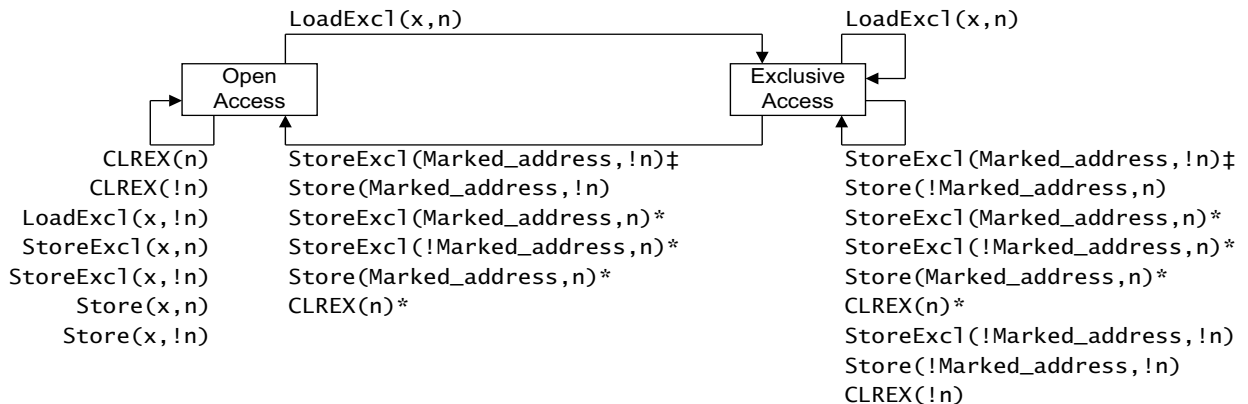 LoadExcl(x,n)
LoadExcl(x,n)
Open
Access
Exclusive
Access
CLREX(n)
CLREX(!n)
LoadExcl(x,!n)
StoreExcl(x,n)
StoreExcl(x,!n)
Store(x,n)
Store(x,!n)
StoreExcl(Marked_address,!n)‡
Store(Marked_address,!n)
StoreExcl(Marked_address,n)*
StoreExcl(!Marked_address,n)*
Store(Marked_address,n)*
CLREX(n)*
StoreExcl(Marked_address,!n)‡
Store(!Marked_address,n)
StoreExcl(Marked_address,n)*
StoreExcl(!Marked_address,n)*
Store(Marked_address,n)*
CLREX(n)*
StoreExcl(!Marked_address,!n)
Store(!Marked_address,!n)
CLREX(!n)